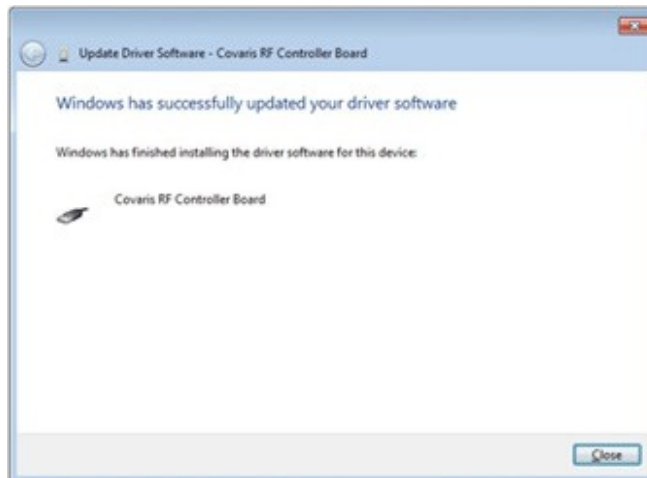 Update Driver Software - Covaris RF Controller Board
Windows has successfully updated your driver software
Windows has finished installing the driver software for this device:
Covaris RF Controller Board
Close